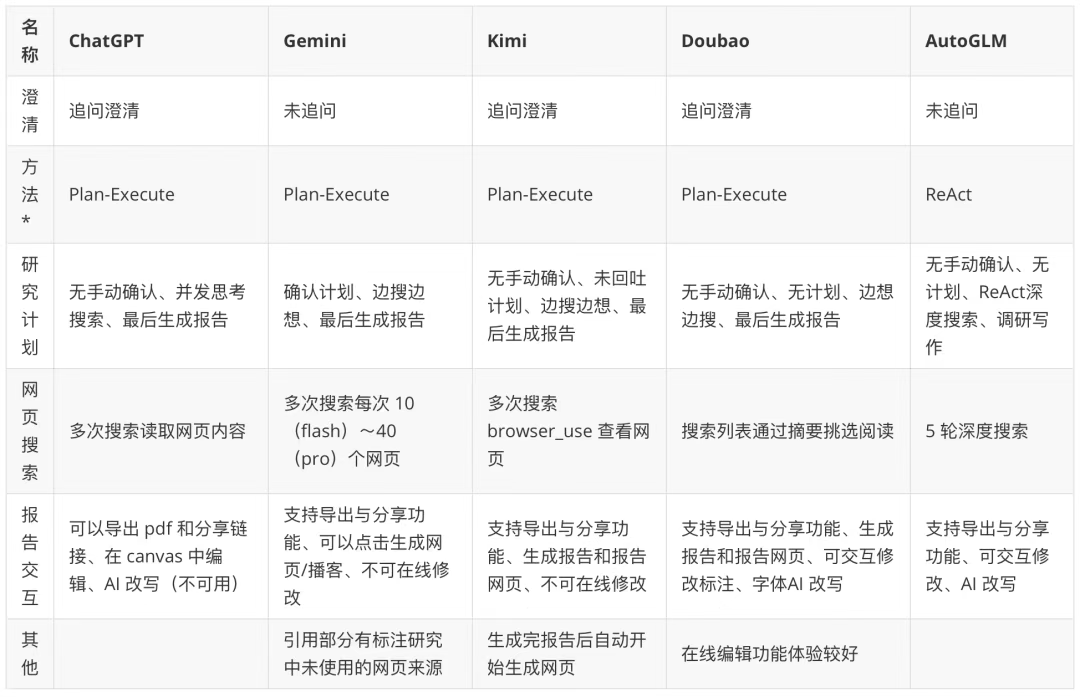 名称 ChatGPT Gemini Kimi Doubao AutoGLM
澄清 追问澄清 未追问 追问澄清 追问澄清 未追问
方法* Plan-Execute Plan-Execute Plan-Execute Plan-Execute ReAct
研究计划
无手动确认、并发思考
搜索、最后生成报告
确认计划、边搜边
想、最后生成报告
无手动确认、未回吐
计划、边搜边想、最
后生成报告
无手动确认、无计划、边想
边搜、最后生成报告
无手动确认、无
计划、ReAct深
度搜索、调研写
作
网页搜索
多次搜索读取网页内容
多次搜索每次 10
（flash）～40
（pro）个网页
多次搜索
browser_use 查看网
页
搜索列表通过摘要挑选阅读
5 轮深度搜索
报告交互
可以导出 pdf 和分享链
接、在 canvas 中编
辑、AI 改写（不可用）
支持导出与分享功
能、可以点击生成网
页/播客、不可在线修
改
支持导出与分享功
能、生成报告和报告
网页、不可在线修改
支持导出与分享功能、生成
报告和报告网页、可交互修
改标注、字体AI 改写
支持导出与分享
功能、可交互修
改、AI 改写
其他
引用部分有标注研究
中未使用的网页来源
生成完报告后自动开
始生成网页
在线编辑功能体验较好